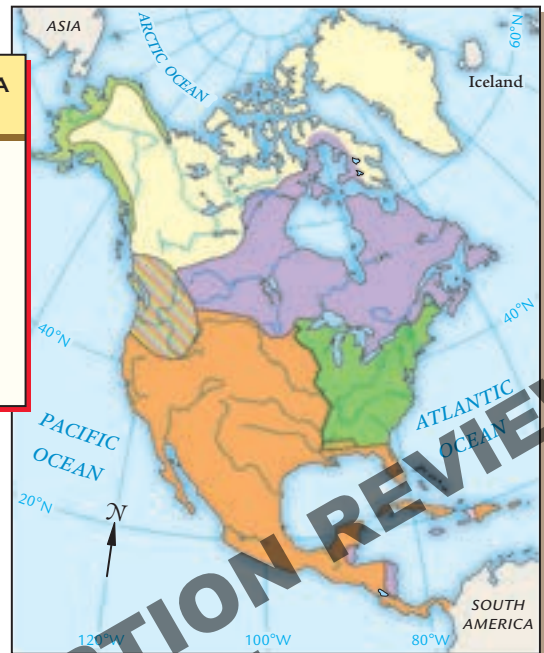 ASIA
ARCTIC OCEAN
60°N
A
Iceland
40°N
40°N
ATLANTIC
OCEAN
PACIFIC
OCEAN
20°N
N
SOUTH
AMERICA
120°W
100°W
80°W
TION REVIE